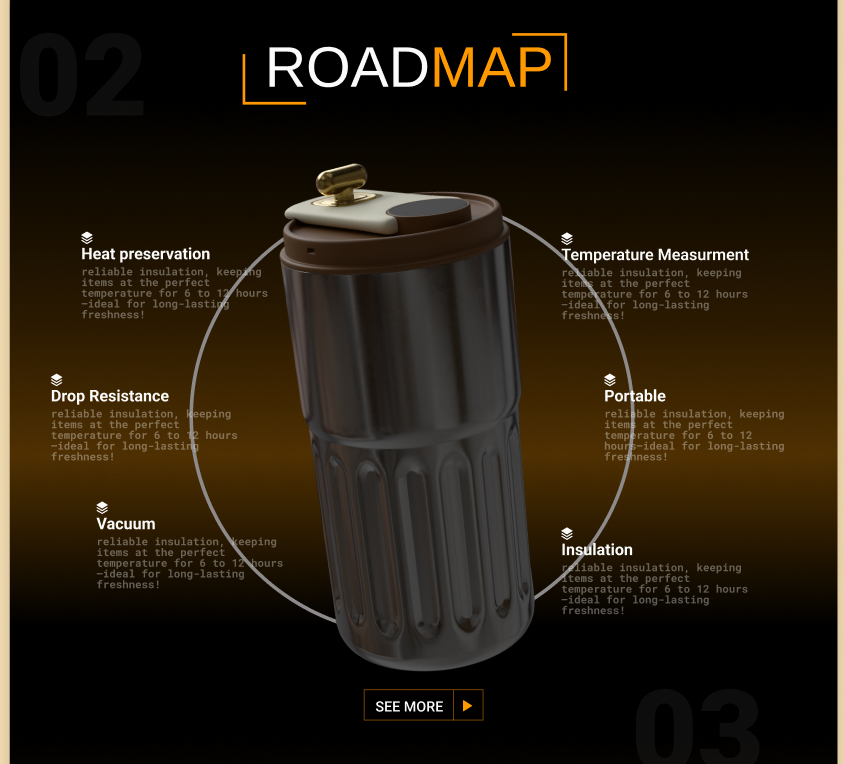 02
ROADMAP
Heat preservation
reliable insulation, keeping
items at the perfect
temperature for 6 to 12 hours
—ideal for long-lasting
freshness!
Temperature Measurment
reliable insulation, keeping
items at the perfect
temperature for 6 to 12 hours
—ideal for long-lasting
freshness!
Drop Resistance
reliable insulation, keeping
items at the perfect
temperature for 6 to 12 hours
—ideal for long-lasting
freshness!
Portable
reliable insulation, keeping
items at the perfect
temperature for 6 to 12
hours—ideal for long-lasting
freshness!
Vacuum
reliable insulation, keeping
items at the perfect
temperature for 6 to 12 hours
—ideal for long-lasting
freshness!
Insulation
reliable insulation, keeping
items at the perfect
temperature for 6 to 12 hours
—ideal for long-lasting
freshness!
SEE MORE
03